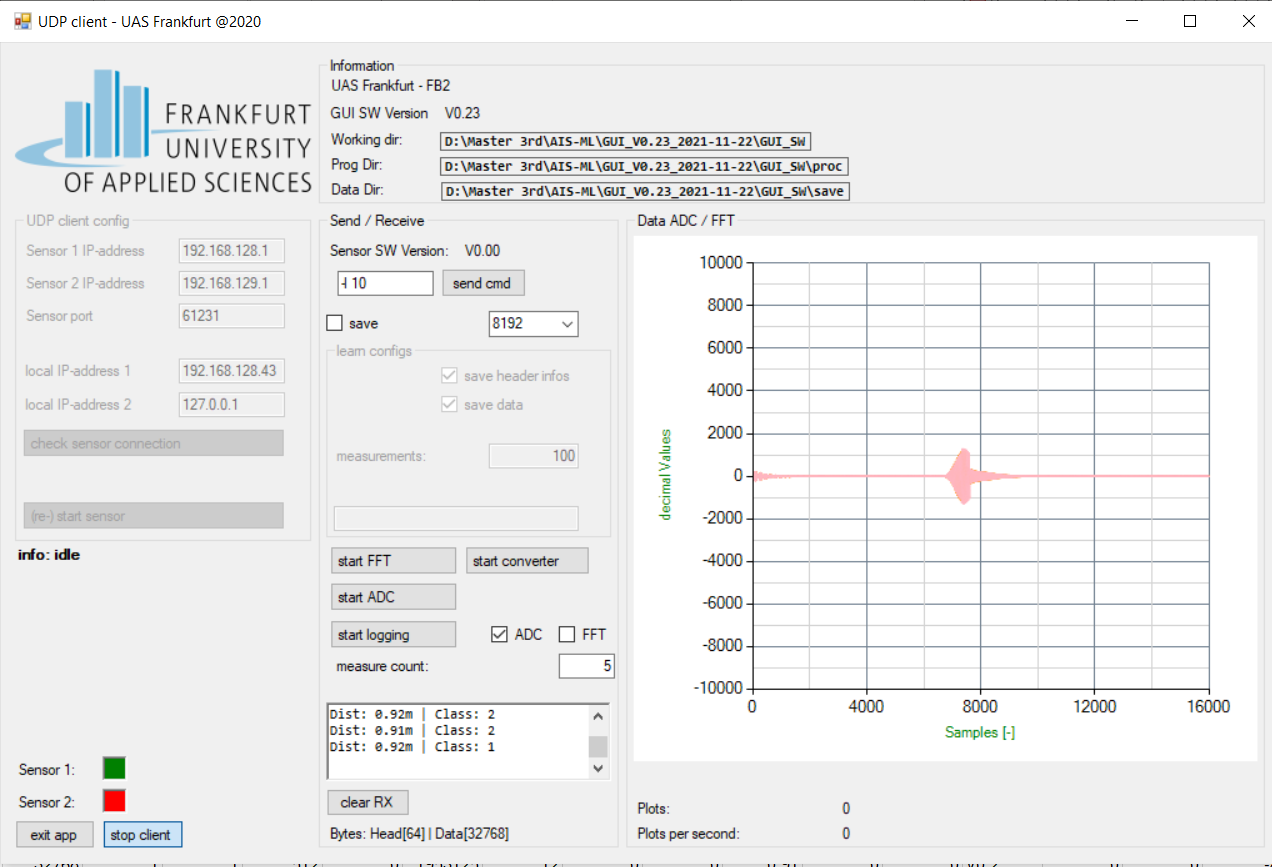 UDP client - UAS Frankfurt @2020
FRANKFURT
UNIVERSITY
OF APPLIED SCIENCES
Information
UAS Frankfurt - FB2
GUI SW Version V0.23
Working dir: D:\Master 3rd\AIS-ML\GUI_V0.23_2021-11-22\GUI_SW
Prog Dir: D:\Master 3rd\AIS-ML\GUI_V0.23_2021-11-22\GUI_SW\proc
Data Dir: D:\Master 3rd\AIS-ML\GUI_V0.23_2021-11-22\GUI_SW\save
UDP client config
Sensor 1 IP-address 192.168.128.1
Sensor 2 IP-address 192.168.129.1
Sensor port 61231
local IP-address 1 192.168.128.43
local IP-address 2 127.0.0.1
check sensor connection
(re-) start sensor
info: idle
Sensor 1:
Sensor 2:
exit app stop client
Send / Receive
Sensor SW Version: V0.00
-l 10 send cmd
save 8192
learn configs
save header infos
save data
measurements: 100
start FFT start converter
start ADC
start logging ADC FFT
measure count: 5
Dist: 0.92m | Class: 2
Dist: 0.91m | Class: 2
Dist: 0.92m | Class: 1
clear RX
Bytes: Head[64] | Data[32768]
Data ADC / FFT
10000
8000
6000
4000
2000
0
-2000
-4000
-6000
-8000
-10000
decimal Values
0 4000 8000 12000 16000
Samples [-]
Plots: 0
Plots per second: 0